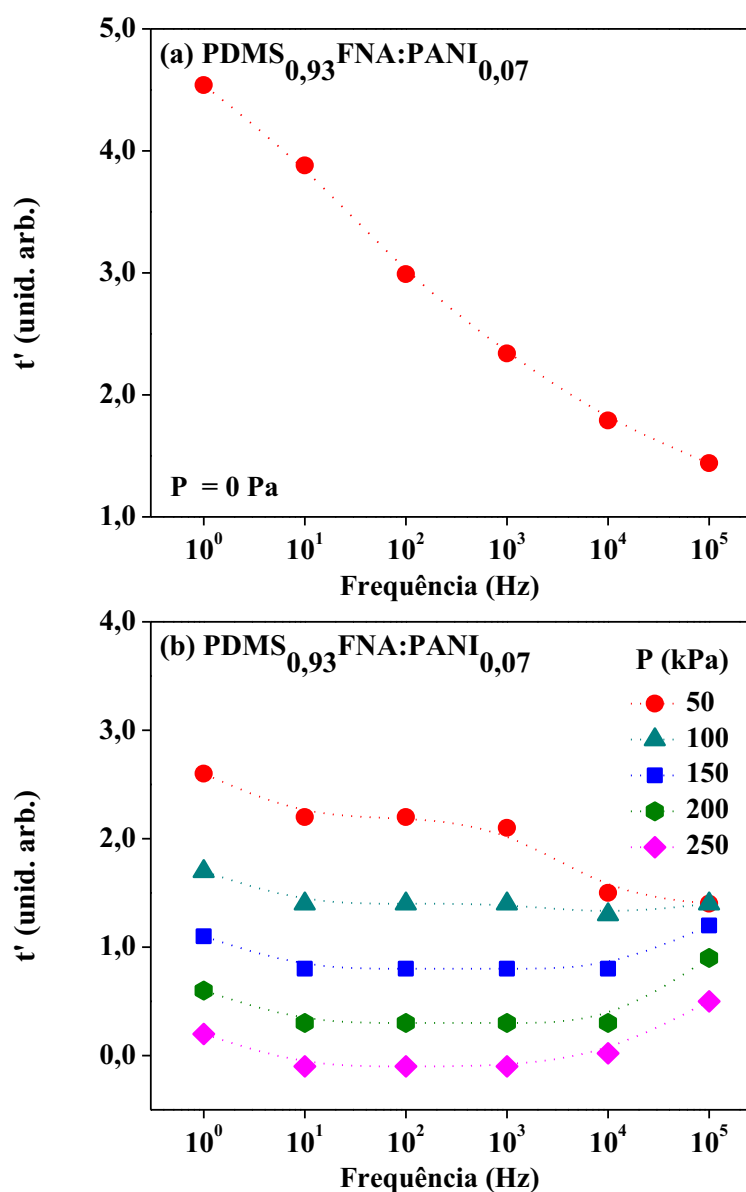 (a) PDMS0,93FNA:PANI0,07
5,0
4,0
3,0
2,0
1,0
t' (unid. arb.)
P = 0 Pa
10^0 10^1 10^2 10^3 10^4 10^5
Frequência (Hz)
(b) PDMS0,93FNA:PANI0,07
P (kPa)
50
100
150
200
250
4,0
3,0
2,0
1,0
0,0
t' (unid. arb.)
10^0 10^1 10^2 10^3 10^4 10^5
Frequência (Hz)